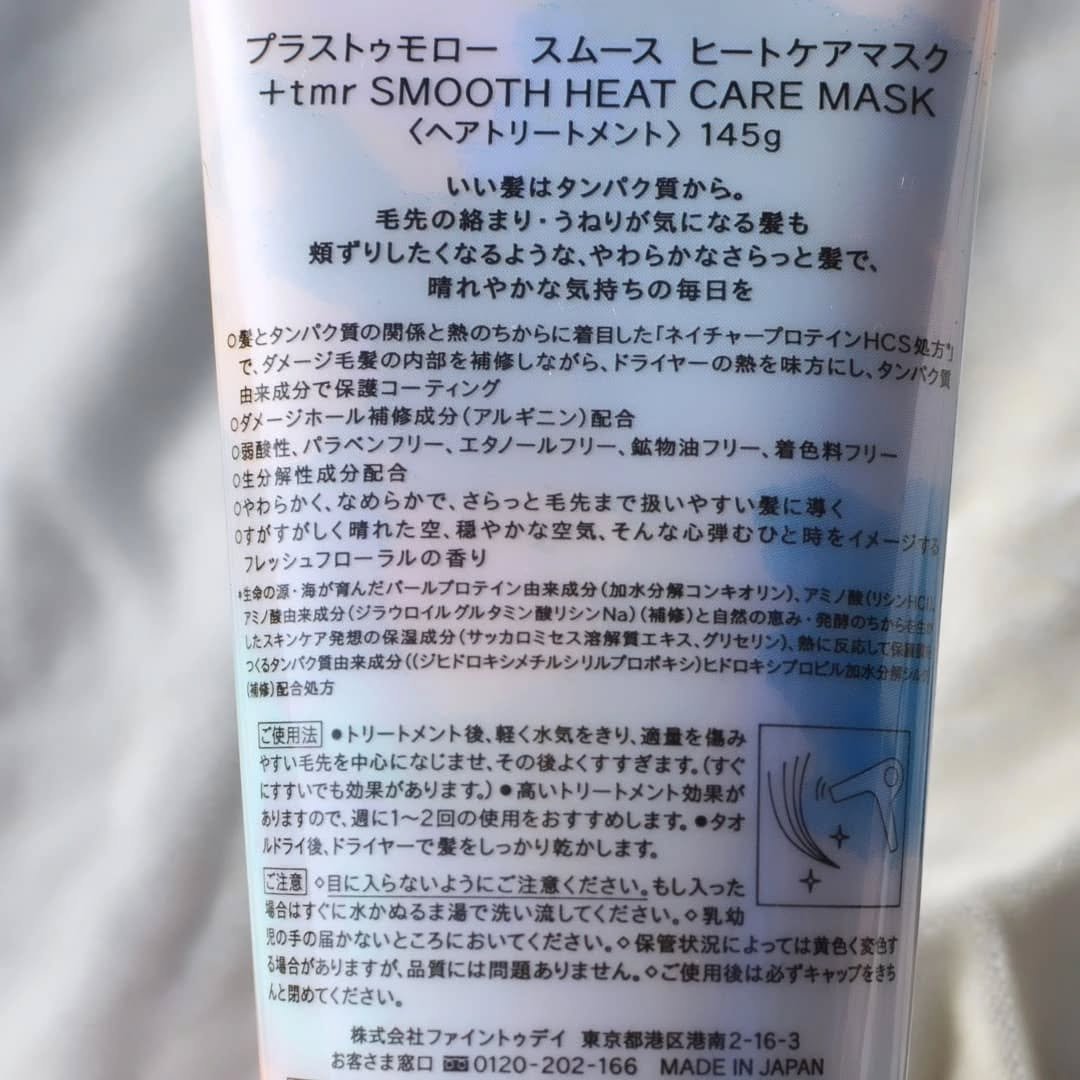 プラストゥモロー　スムース ヒートケアマスク
+tmr SMOOTH HEAT CARE MASK
〈ヘアトリートメント〉145g
いい髪はタンパク質から。
毛先の絡まり・うねりが気になる髪も
頬ずりしたくなるような、やわらかなさらっと髪で、
晴れやかな気持ちの毎日を
○髪とタンパク質の関係と熱のちからに着目した「ネイチャープロテインHCS処方*」
で、ダメージ毛髪の内部を補修しながら、ドライヤーの熱を味方にし、タンパク質
由来成分で保護コーティング
○ダメージホール補修成分(アルギニン)配合
○弱酸性、パラベンフリー、エタノールフリー、鉱物油フリー、着色料フリー
○生分解性成分配合
○やわらかく、なめらかで、さらっと毛先まで扱いやすい髪に導く
○すがすがしく晴れた空、穏やかな空気、そんな心弾むひと時をイメージする
フレッシュフローラルの香り
*生命の源・海が育んだパールプロテイン由来成分(加水分解コンキオリン)、アミノ酸(リシンHCl)、
アミノ酸由来成分(ジラウロイルグルタミン酸リシンNa)(補修)と自然の恵み・発酵のちからを生か
したスキンケア発想の保湿成分(サッカロミセス溶解質エキス、グリセリン)、熱に反応して保護膜を
つくるタンパク質由来成分((ジヒドロキシメチルシリルプロポキシ)ヒドロキシプロピル加水分解シルク)
(補修)配合処方
ご使用法 ●トリートメント後、軽く水気をきり、適量を傷み
やすい毛先を中心になじませ、その後よくすすぎます。(すぐ
にすすいでも効果があります。)●高いトリートメント効果が
ありますので、週に1～2回の使用をおすすめします。●タオ
ルドライ後、ドライヤーで髪をしっかり乾かします。
ご注意 ◇目に入らないようにご注意ください。もし入った
場合はすぐに水かぬるま湯で洗い流してください。◇乳幼
児の手の届かないところにおいてください。◇保管状況によっては黄色く変色す
る場合がありますが、品質には問題ありません。◇ご使用後は必ずキャップをきち
んと閉めてください。
株式会社ファイントゥデイ 東京都港区港南2-16-3
お客さま窓口 0120-202-166 MADE IN JAPAN